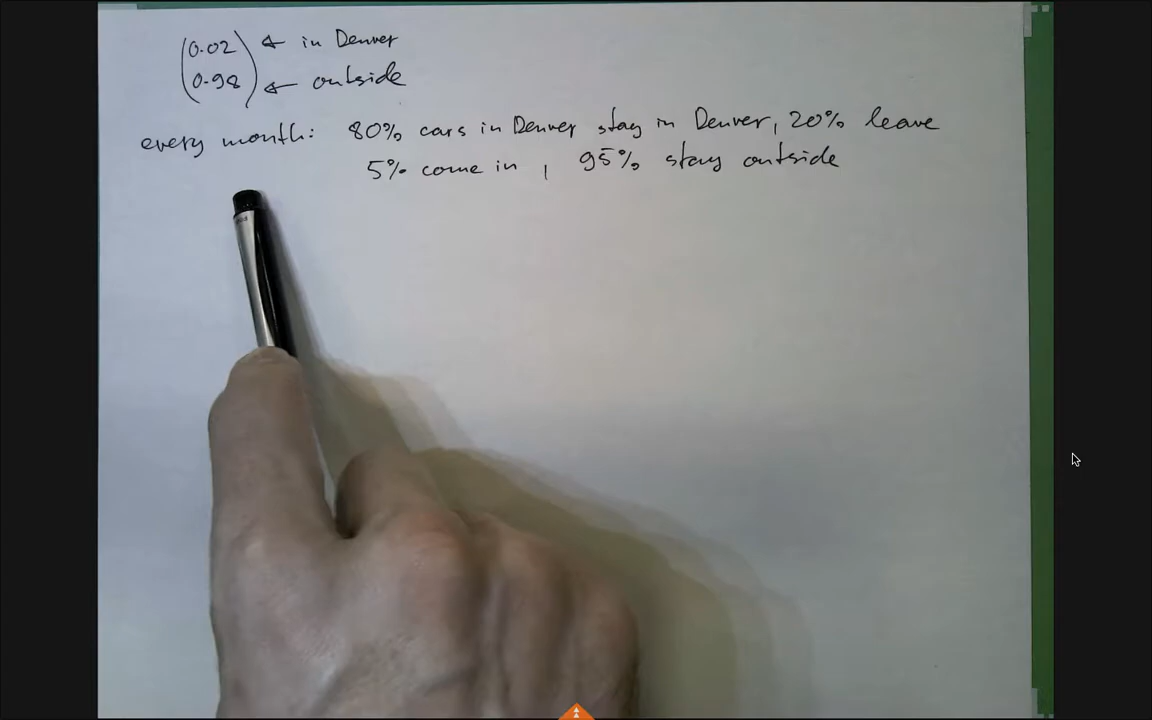 (0.02) ← in Denver
(0.98) ← outside
every month: 80% cars in Denver stay in Denver, 20% leave
5% come in, 95% stay outside